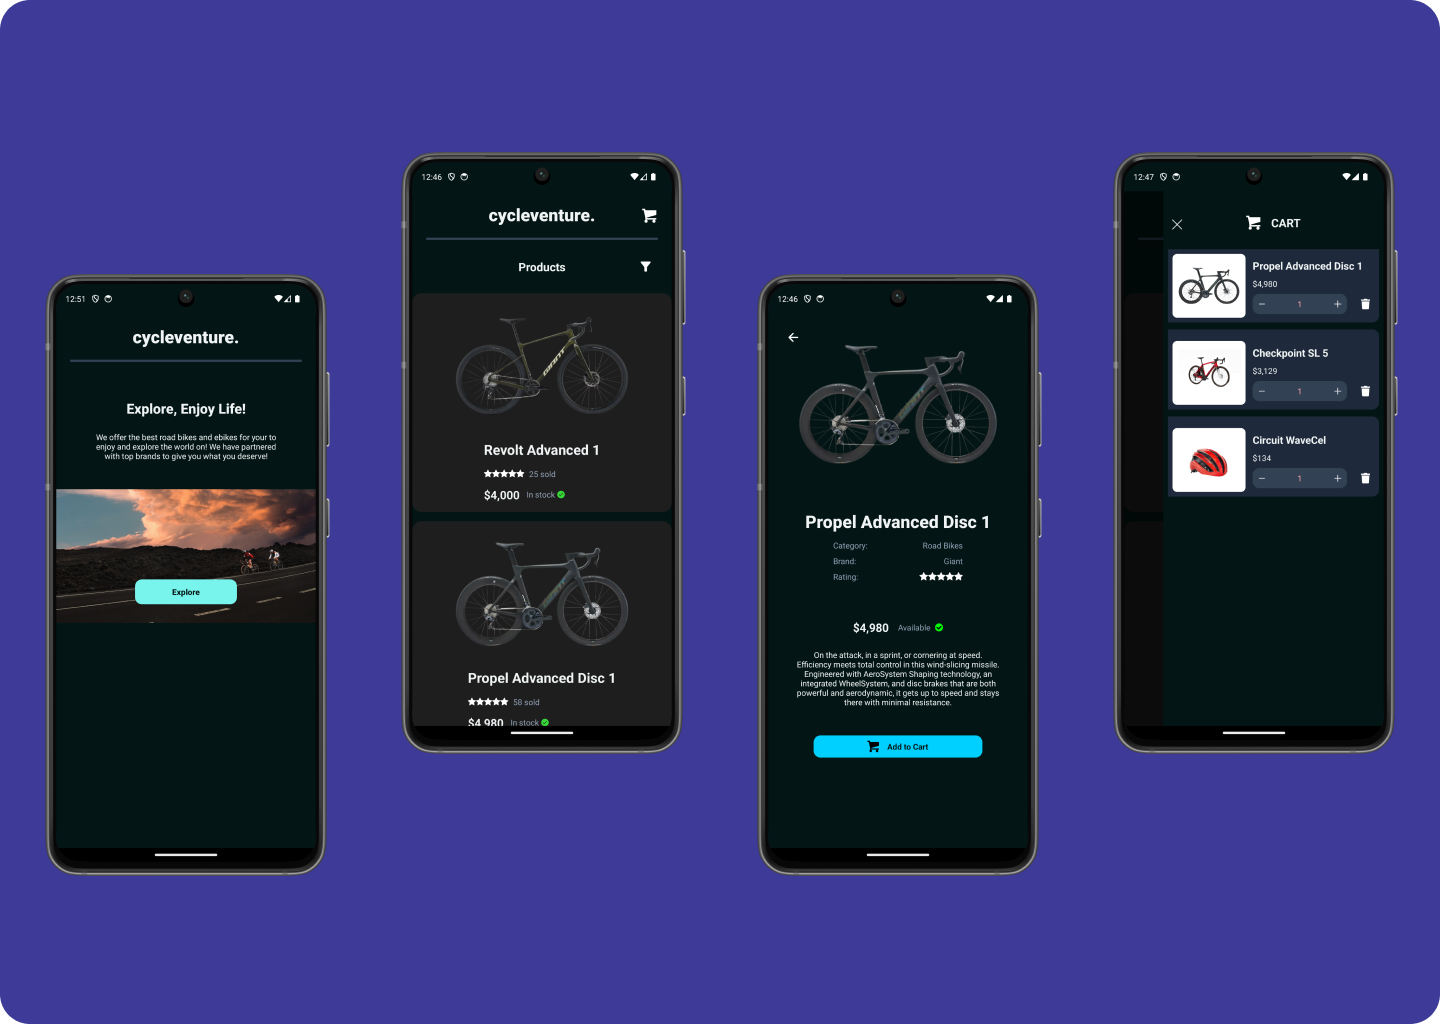 12:51
cycleventure.
Explore, Enjoy Life!
We offer the best road bikes and ebikes for your to
enjoy and explore the world on! We have partnered
with top brands to give you what you deserve!
Explore
12:46
cycleventure.
Products
GIANT
Revolt Advanced 1
25 sold
$4,000 In stock
Propel Advanced Disc 1
58 sold
$4,980 In stock
12:46
Propel Advanced Disc 1
Category: Road Bikes
Brand: Giant
Rating:
$4,980 Available
On the attack, in a sprint, or cornering at speed.
Efficiency meets total control in this wind-slicing missile.
Engineered with AeroSystem Shaping technology, an
integrated WheelSystem, and disc brakes that are both
powerful and aerodynamic, it gets up to speed and stays
there with minimal resistance.
Add to Cart
12:47
CART
Propel Advanced Disc 1
$4,980
− 1 +
Checkpoint SL 5
$3,129
− 1 +
Circuit WaveCel
$134
− 1 +